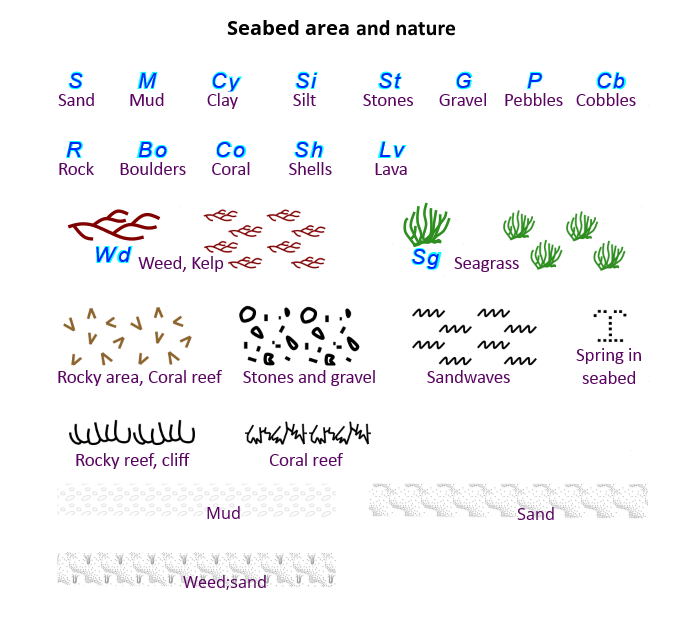 Seabed area and nature
S M Cy Si St G P Cb
Sand Mud Clay Silt Stones Gravel Pebbles Cobbles
R Bo Co Sh Lv
Rock Boulders Coral Shells Lava
Wd Weed, Kelp Sg Seagrass
Rocky area, Coral reef Stones and gravel Sandwaves Spring in
seabed
Rocky reef, cliff Coral reef
Mud Sand
Weed;sand